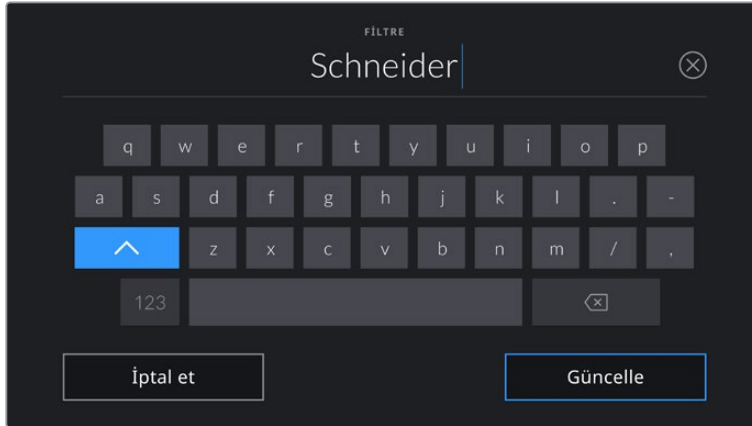 FİLTRE
Schneider
q w e r t y u i o p
a s d f g h j k l . -
z x c v b n m / ,
123
İptal et Güncelle